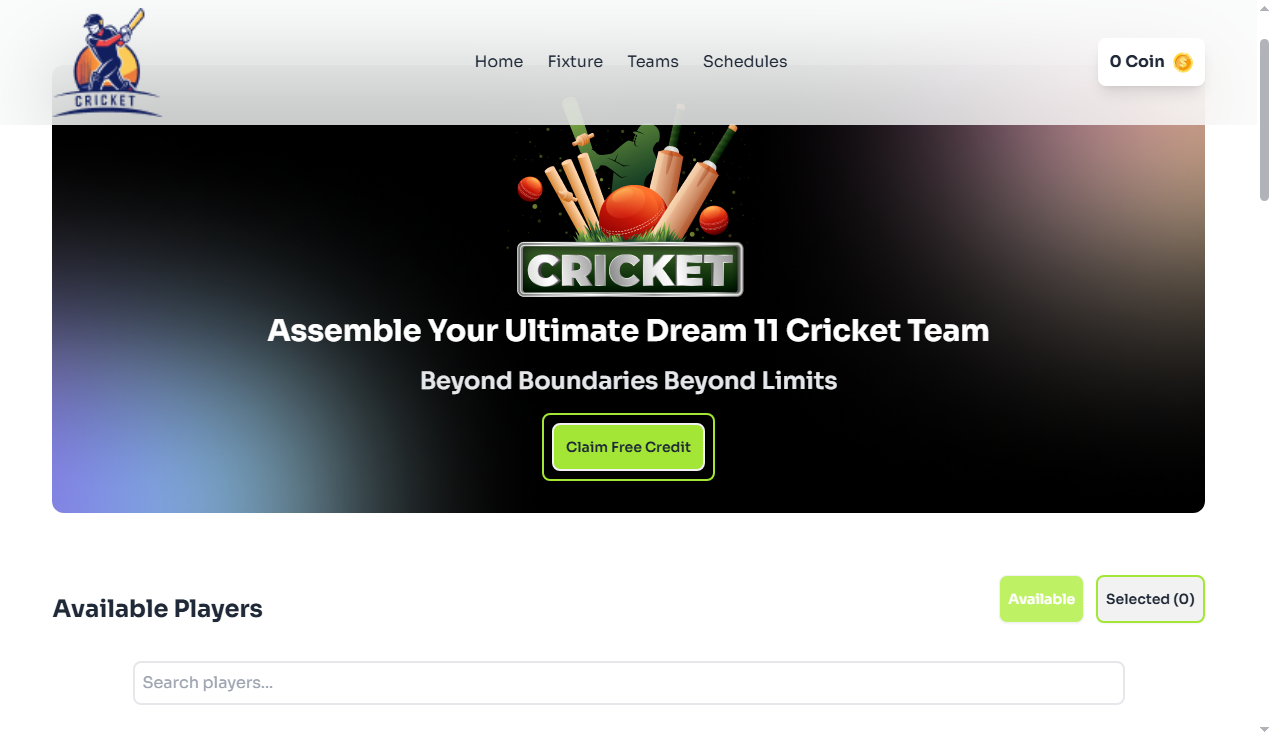 CRICKET
Home Fixture Teams Schedules
0 Coin
CRICKET
Assemble Your Ultimate Dream 11 Cricket Team
Beyond Boundaries Beyond Limits
Claim Free Credit
Available Players
Available
Selected (0)
Search players...